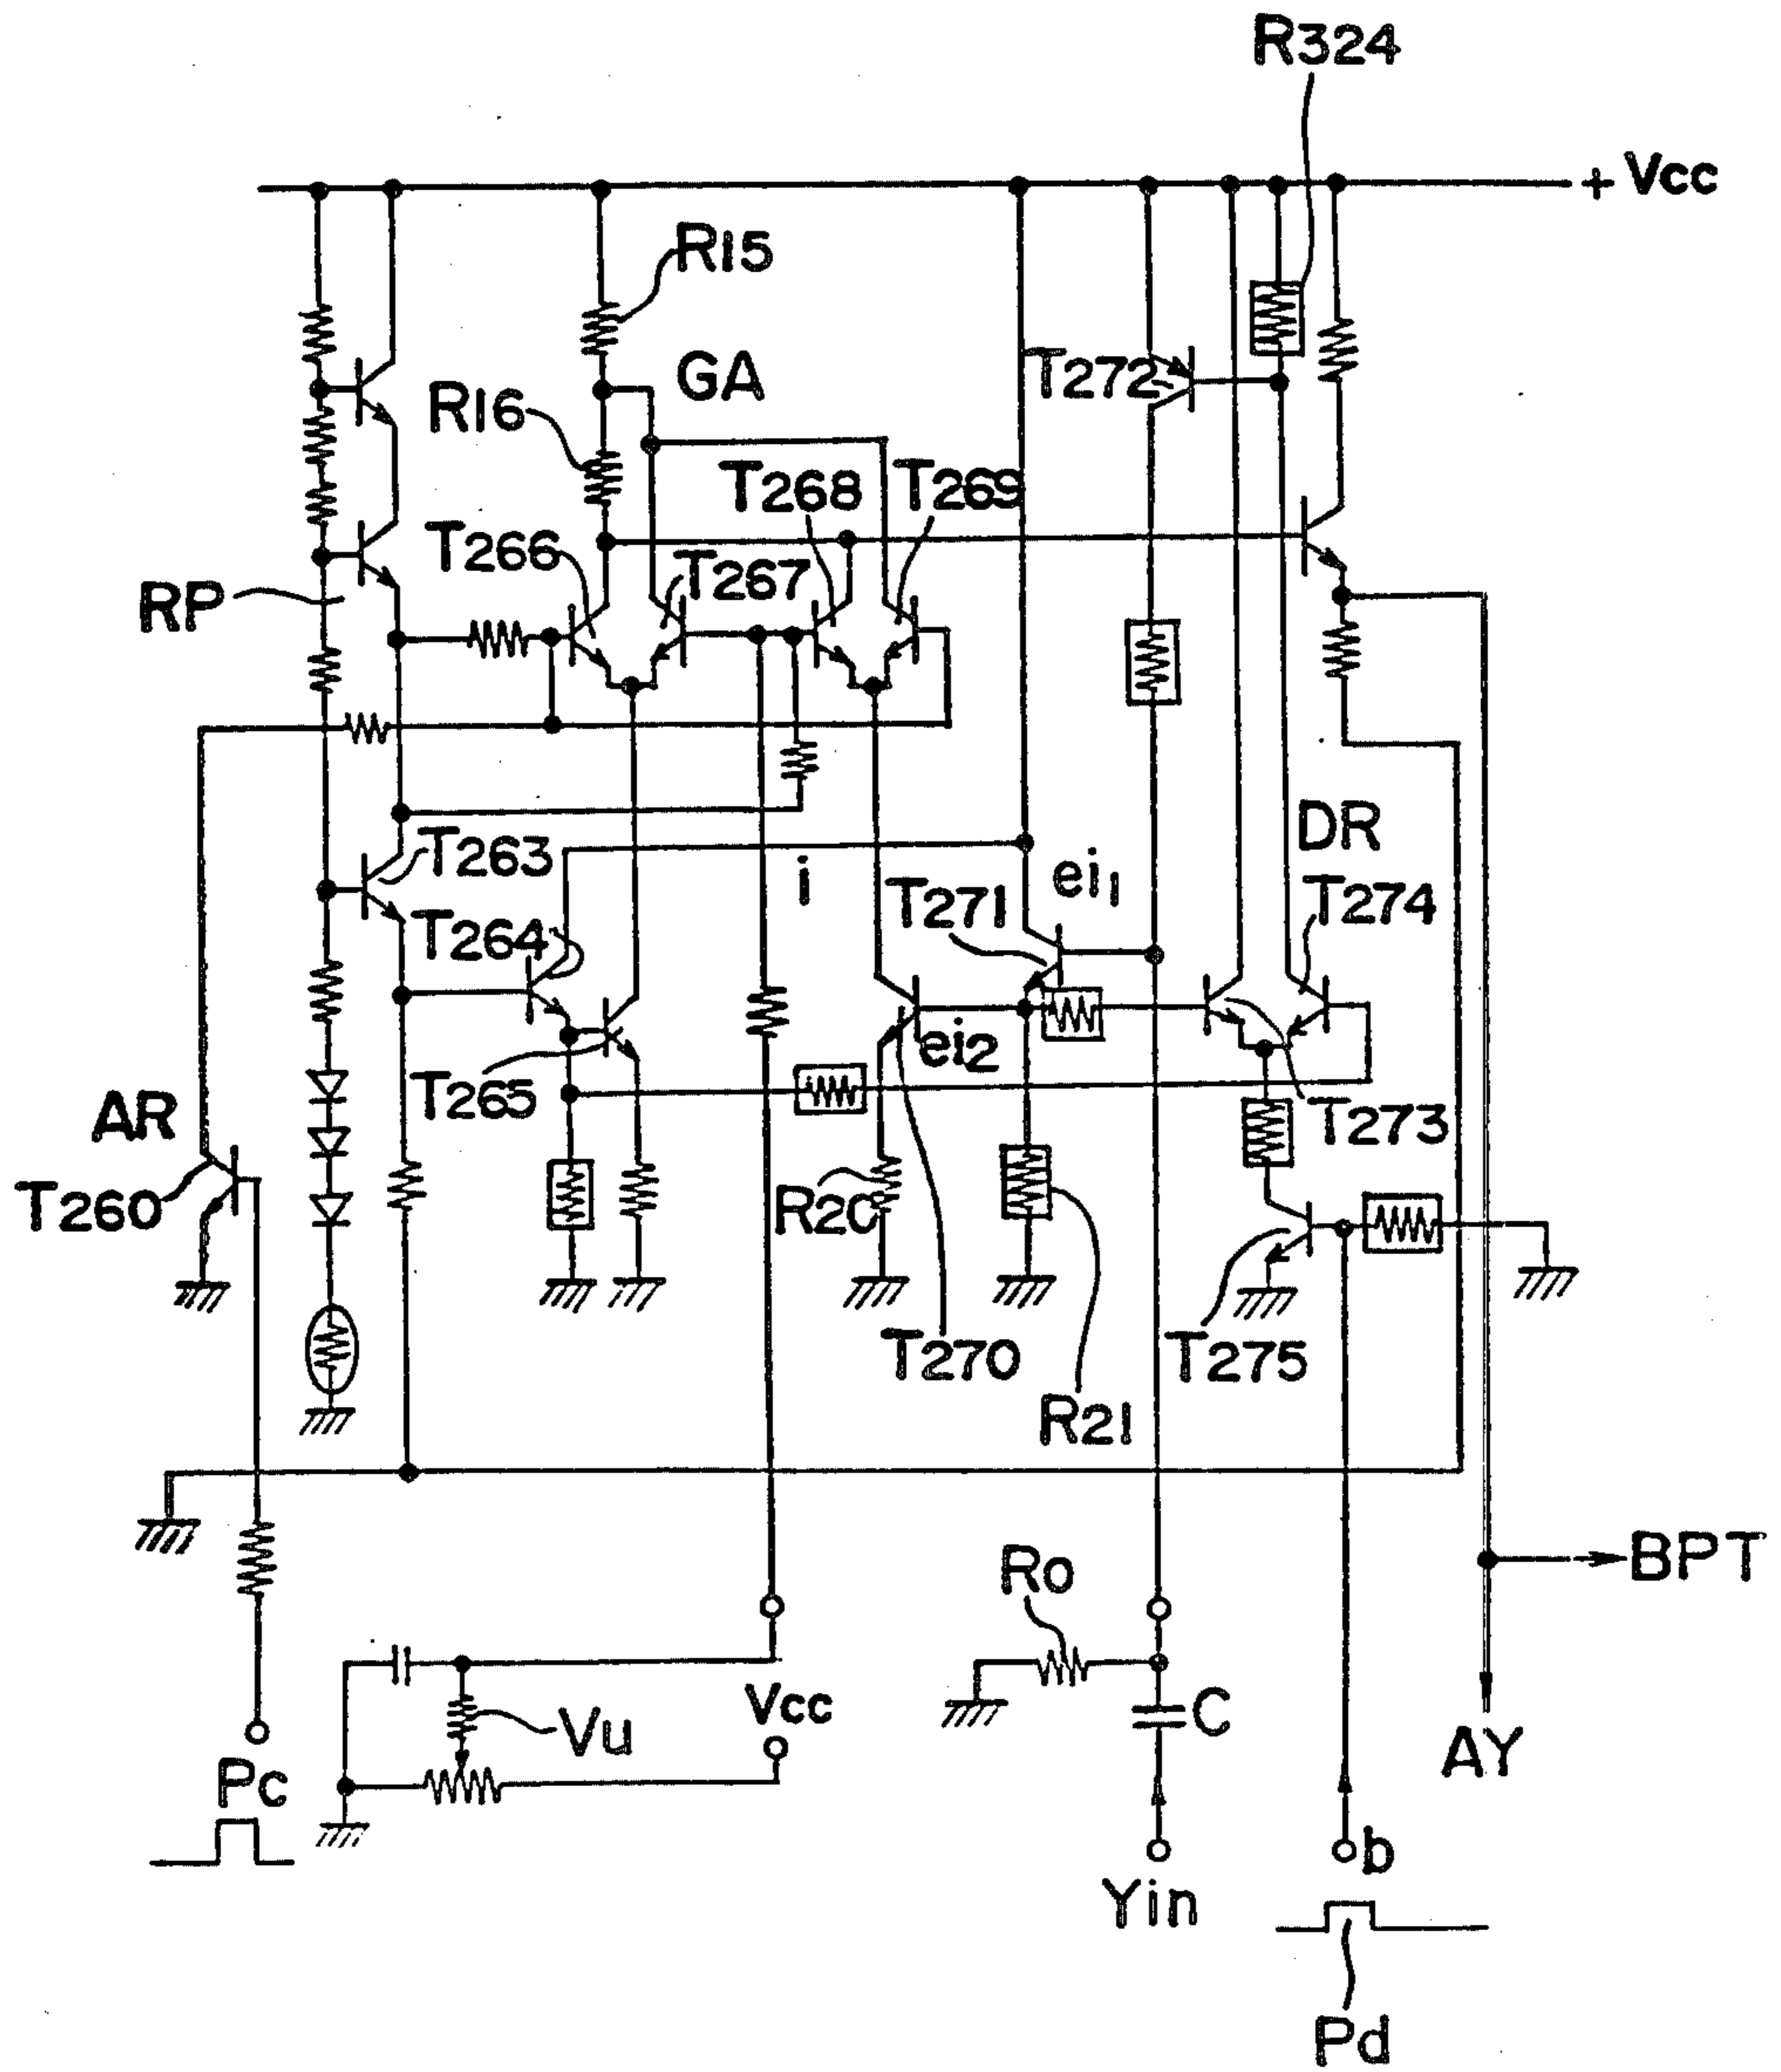 R324
+ Vcc
R15
GA
T272
R16
T268
T269
T266
T267
RP
DR
T263
i
ei1
T271
T274
T264
ei2
T265
AR
T273
T260
R20
T270
T275
R21
BPT
Ro
Vcc
C
Vu
AY
Pc
b
Yin
Pd